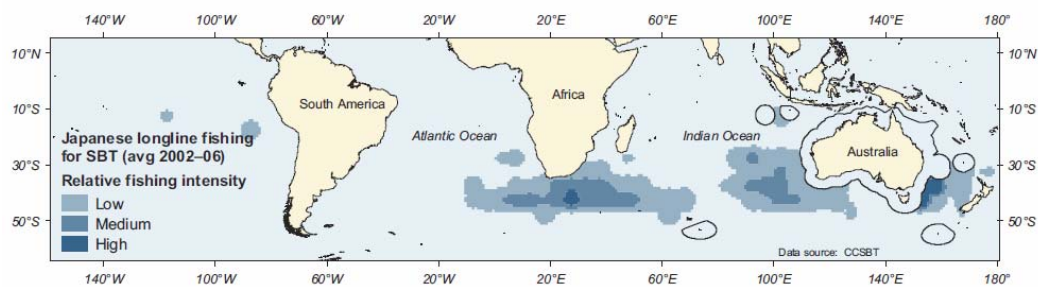 140°W 100°W 60°W 20°W 20°E 60°E 100°E 140°E 180°
10°N 10°N
South America
Africa
10°S 10°S
Japanese longline fishing
for SBT (avg 2002–06)
Atlantic Ocean
Indian Ocean
Australia
30°S 30°S
Relative fishing intensity
Low
Medium
50°S 50°S
High
Data source: CCSBT
140°W 100°W 60°W 20°W 20°E 60°E 100°E 140°E 180°